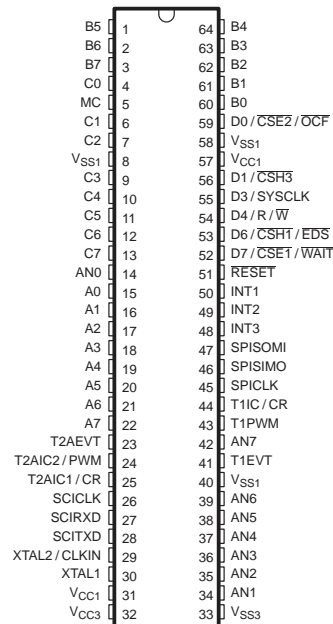 B5 1 64 B4
B6 2 63 B3
B7 3 62 B2
C0 4 61 B1
MC 5 60 B0
C1 6 59 D0/CSE2/OCF
C2 7 58 VSS1
VSS1 8 57 VCC1
C3 9 56 D1/CSH3
C4 10 55 D3/SYSCLK
C5 11 54 D4/R/W
C6 12 53 D6/CSH1/EDS
C7 13 52 D7/CSE1/WAIT
AN0 14 51 RESET
A0 15 50 INT1
A1 16 49 INT2
A2 17 48 INT3
A3 18 47 SPISOMI
A4 19 46 SPISIMO
A5 20 45 SPICLK
A6 21 44 T1IC/CR
A7 22 43 T1PWM
T2AEVT 23 42 AN7
T2AIC2/PWM 24 41 T1EVT
T2AIC1/CR 25 40 VSS1
SCICLK 26 39 AN6
SCIRXD 27 38 AN5
SCITXD 28 37 AN4
XTAL2/CLKIN 29 36 AN3
XTAL1 30 35 AN2
VCC1 31 34 AN1
VCC3 32 33 VSS3